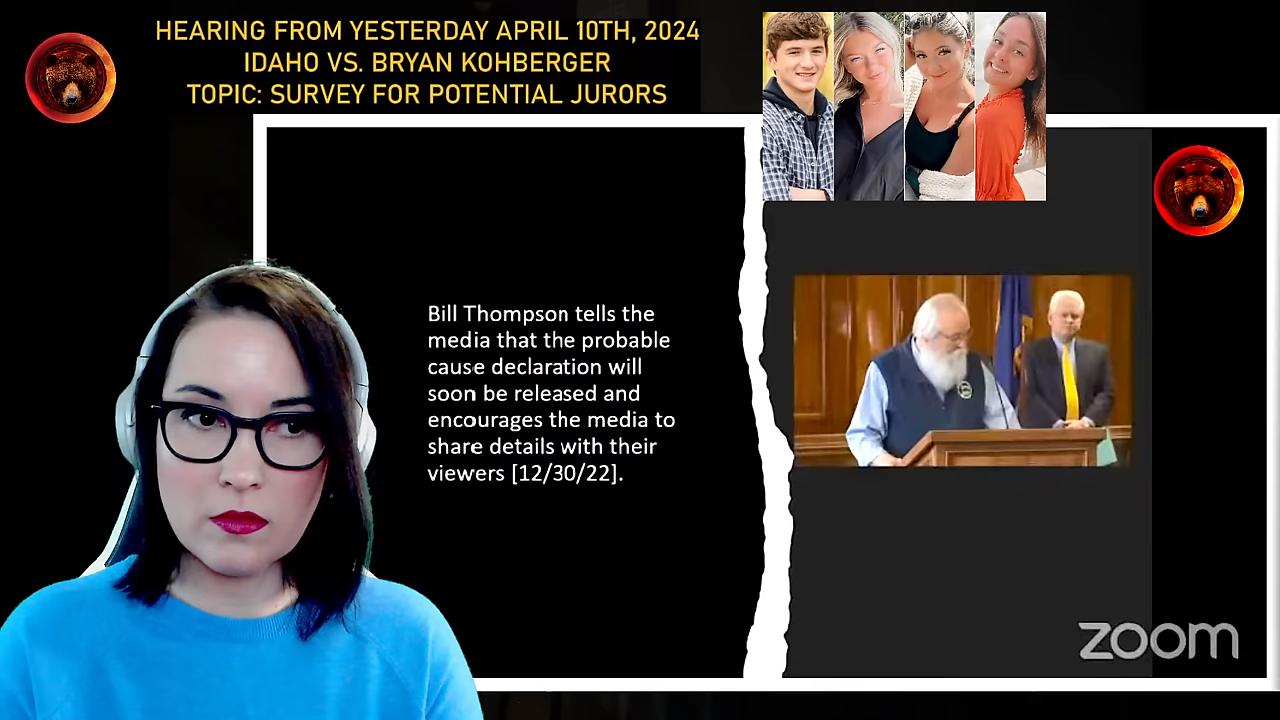 HEARING FROM YESTERDAY APRIL 10TH, 2024
IDAHO VS. BRYAN KOHBERGER
TOPIC: SURVEY FOR POTENTIAL JURORS
Bill Thompson tells the
media that the probable
cause declaration will
soon be released and
encourages the media to
share details with their
viewers [12/30/22].
zoom